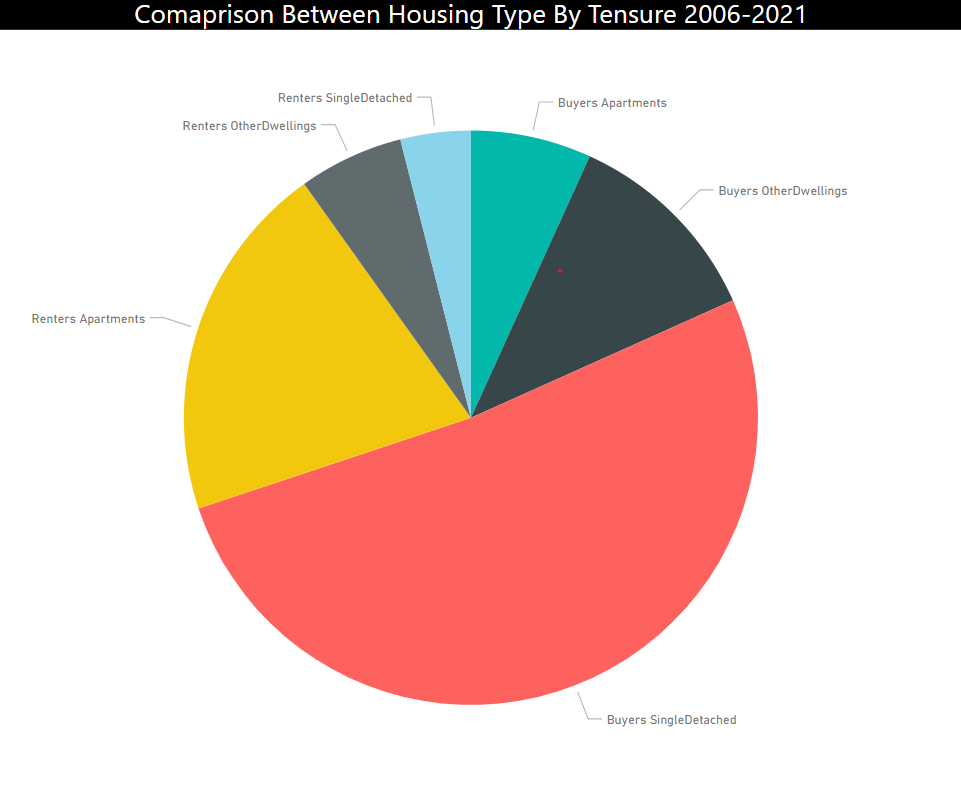 Comaprison Between Housing Type By Tensure 2006-2021
Renters SingleDetached
Buyers Apartments
Renters OtherDwellings
Buyers OtherDwellings
Renters Apartments
Buyers SingleDetached